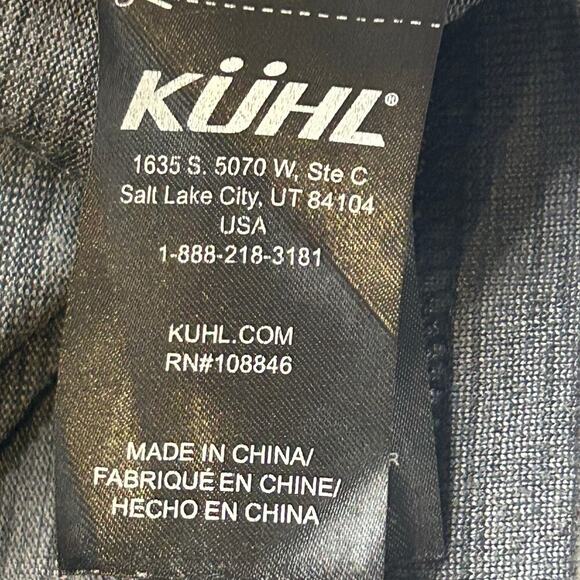 KÜHL®
1635 S. 5070 W, Ste C
Salt Lake City, UT 84104
USA
1-888-218-3181
KUHL.COM
RN#108846
MADE IN CHINA/
FABRIQUÉ EN CHINE/
HECHO EN CHINA
R